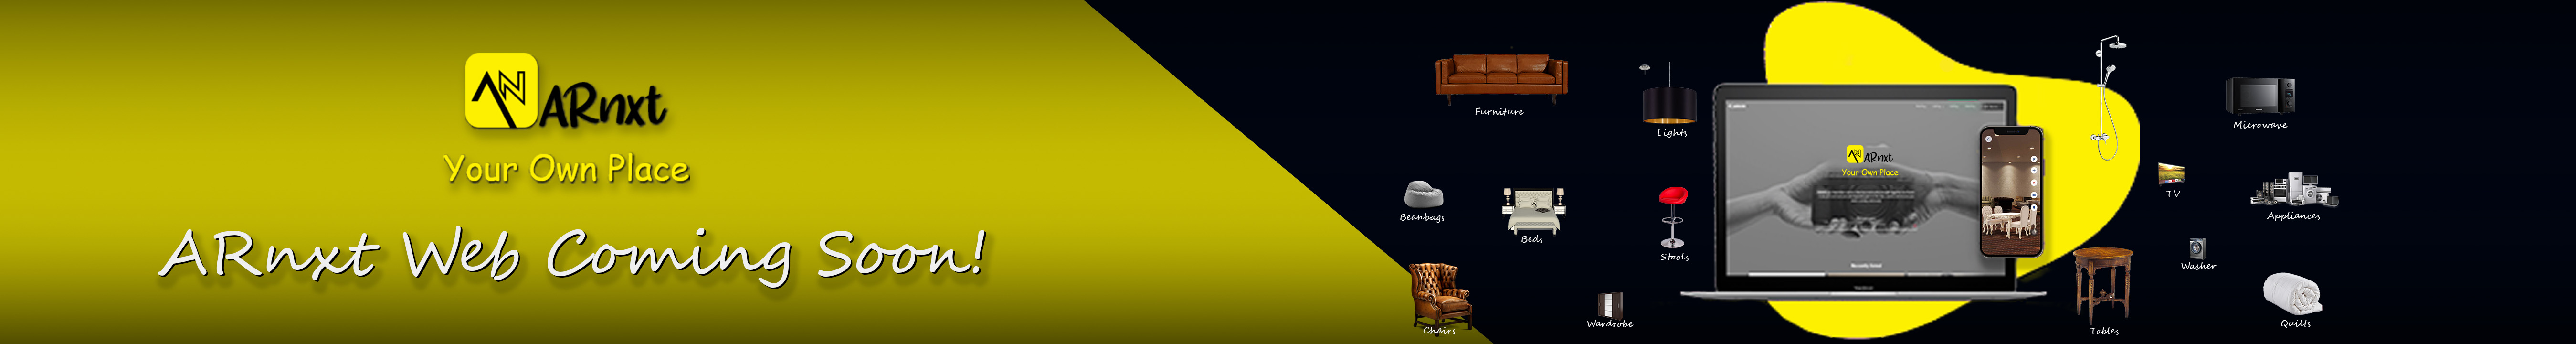 ARnxt
Your Own Place
ARnxt Web Coming Soon!
Furniture
Lights
Microwave
ARnxt
Your Own Place
TV
Beanbags
Beds
Stools
Appliances
Washer
Chairs
Wardrobe
Tables
Quilts